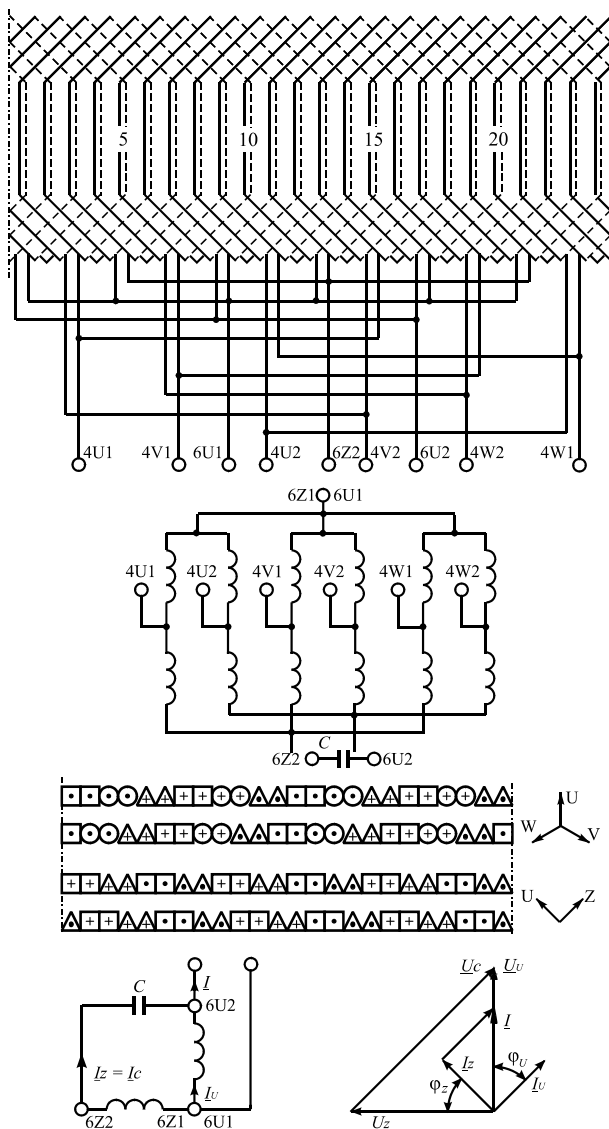 5 10 15 20
4U1 4V1 6U1 4U2 6Z2 4V2 6U2 4W2 4W1
6Z1 6U1
4U1 4U2 4V1 4V2 4W1 4W2
C
6Z2 6U2
U
W V
U Z
I
C 6U2
Iz = Ic
IU
6Z2 6Z1 6U1
Uc UU
I
Iz φU
φZ IU
Uz